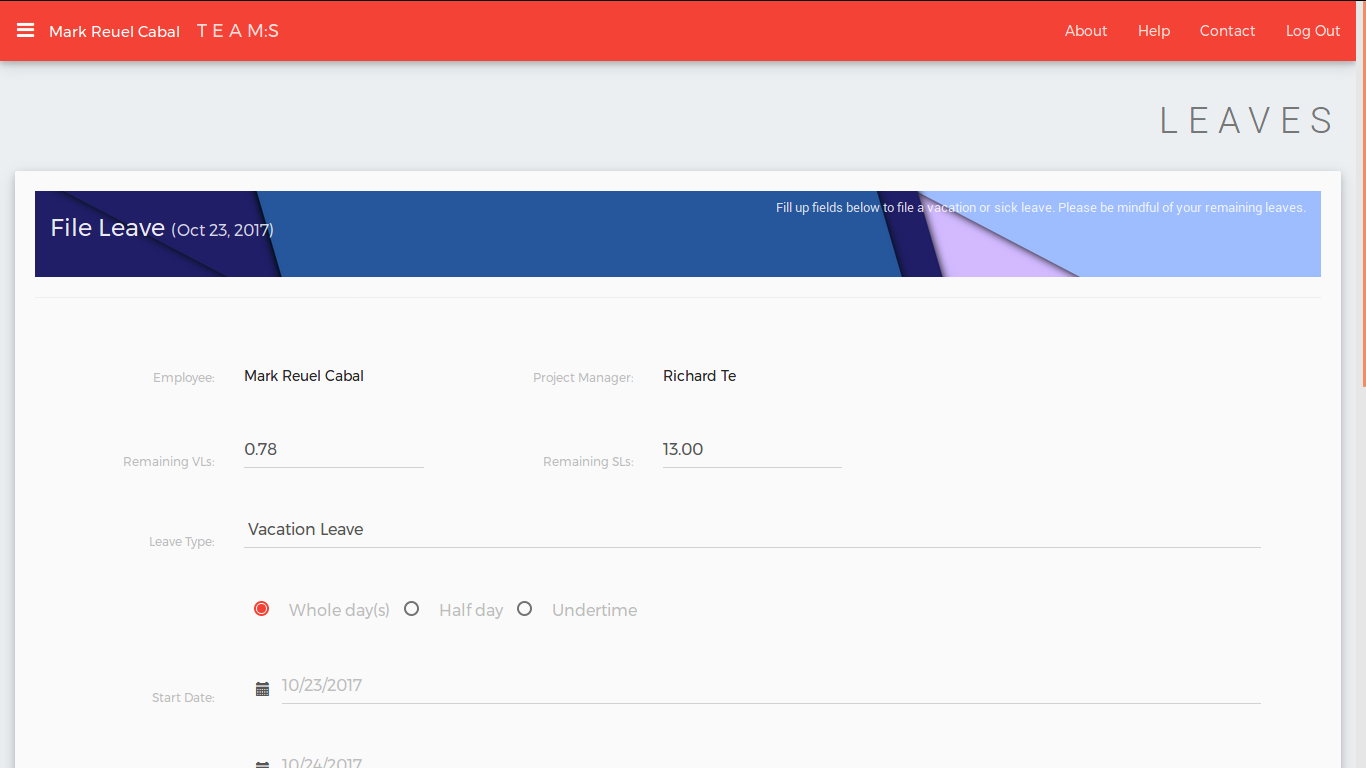 Mark Reuel Cabal T E A M:S About Help Contact Log Out
LEAVES
Fill up fields below to file a vacation or sick leave. Please be mindful of your remaining leaves.
File Leave (Oct 23, 2017)
Employee: Mark Reuel Cabal Project Manager: Richard Te
Remaining VLs: 0.78 Remaining SLs: 13.00
Leave Type: Vacation Leave
Whole day(s) Half day Undertime
Start Date: 10/23/2017
10/24/2017